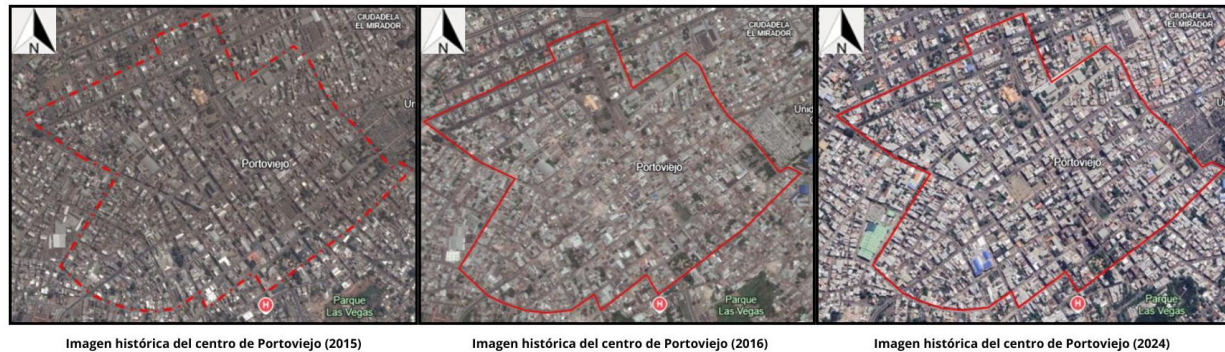 N
CIUDADELA
EL MIRADOR
Portoviejo
H
Parque
Las Vegas
N
CIUDADELA
EL MIRADOR
Portoviejo
H
Parque
Las Vegas
N
CIUDADELA
EL MIRADOR
Portoviejo
H
Parque
Las Vegas
Imagen histórica del centro de Portoviejo (2015)
Imagen histórica del centro de Portoviejo (2016)
Imagen histórica del centro de Portoviejo (2024)